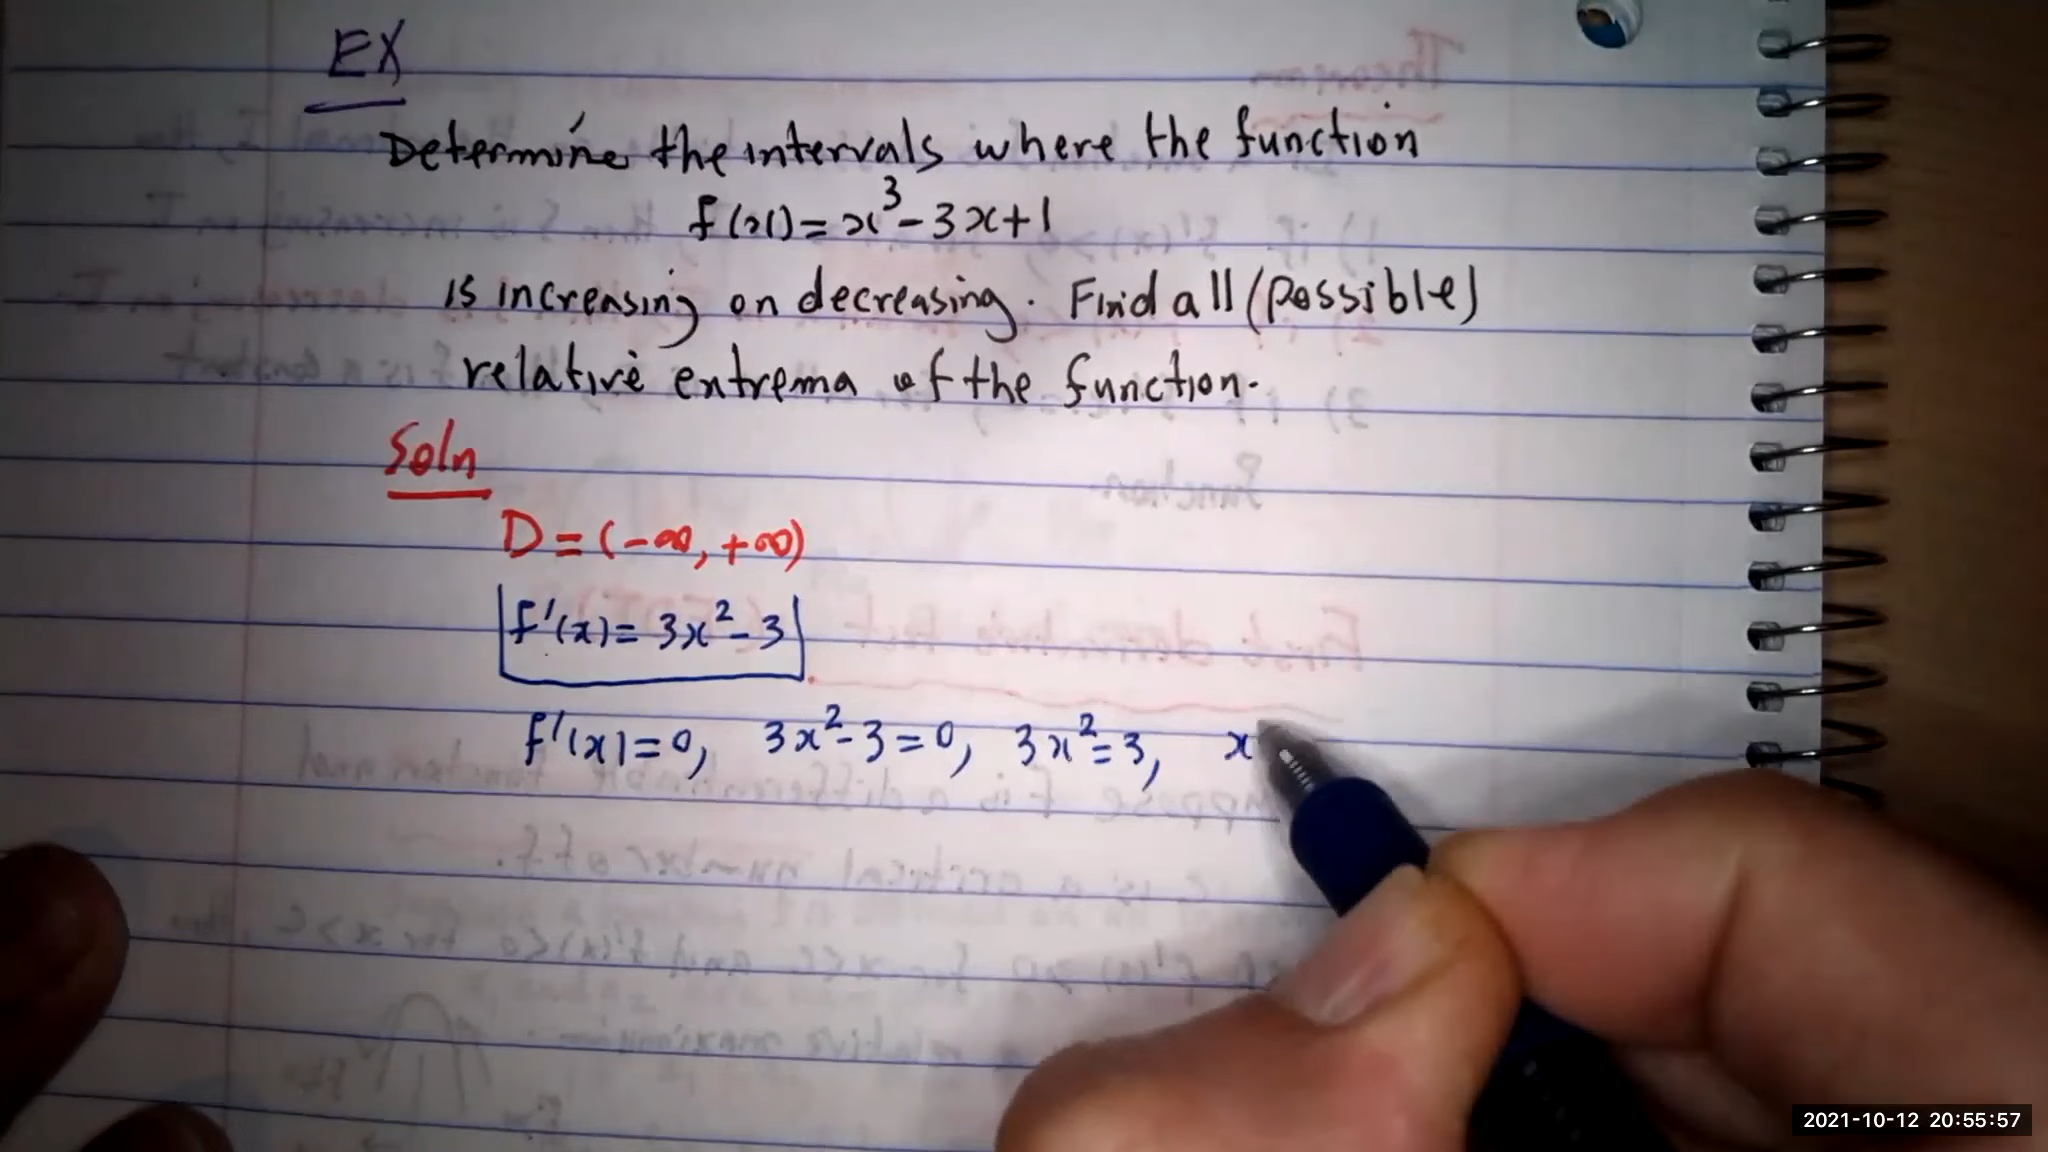 EX
Determine the intervals where the function
f(x) = x³ - 3x + 1
is increasing on decreasing. Find all (possible)
relative extrema of the function.
Soln
D = (-∞, +∞)
f'(x) = 3x² - 3
f'(x) = 0, 3x² - 3 = 0, 3x² = 3, x
2021-10-12 20:55:57